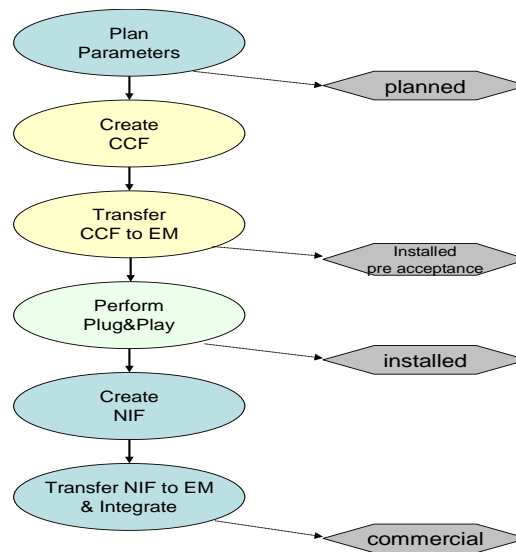 Plan
Parameters
planned
Create
CCF
Transfer
CCF to EM
Installed
pre acceptance
Perform
Plug&Play
installed
Create
NIF
Transfer NIF to EM
& Integrate
commercial